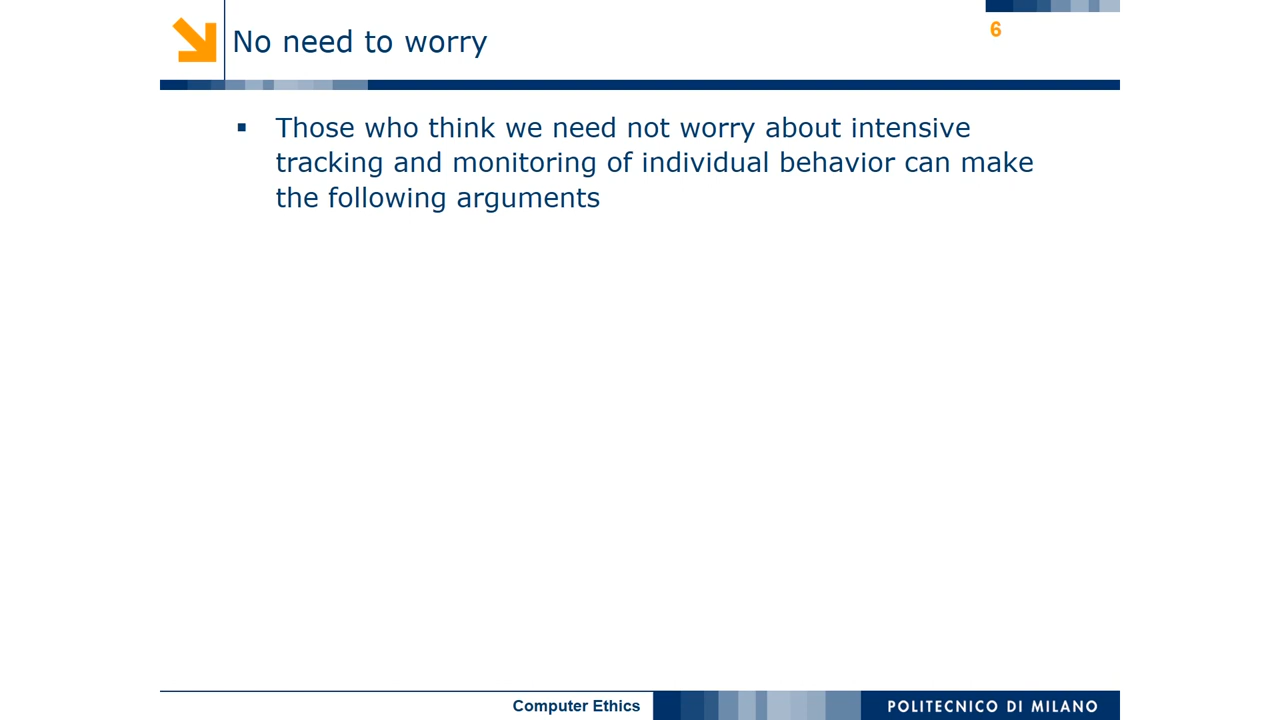 No need to worry
6
▪ Those who think we need not worry about intensive
tracking and monitoring of individual behavior can make
the following arguments
Computer Ethics
POLITECNICO DI MILANO